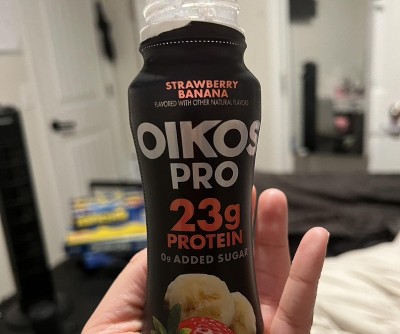 STRAWBERRY
BANANA
FLAVORED WITH OTHER NATURAL FLAVORS
OIKOS
PRO
23g
PROTEIN
0g ADDED SUGAR